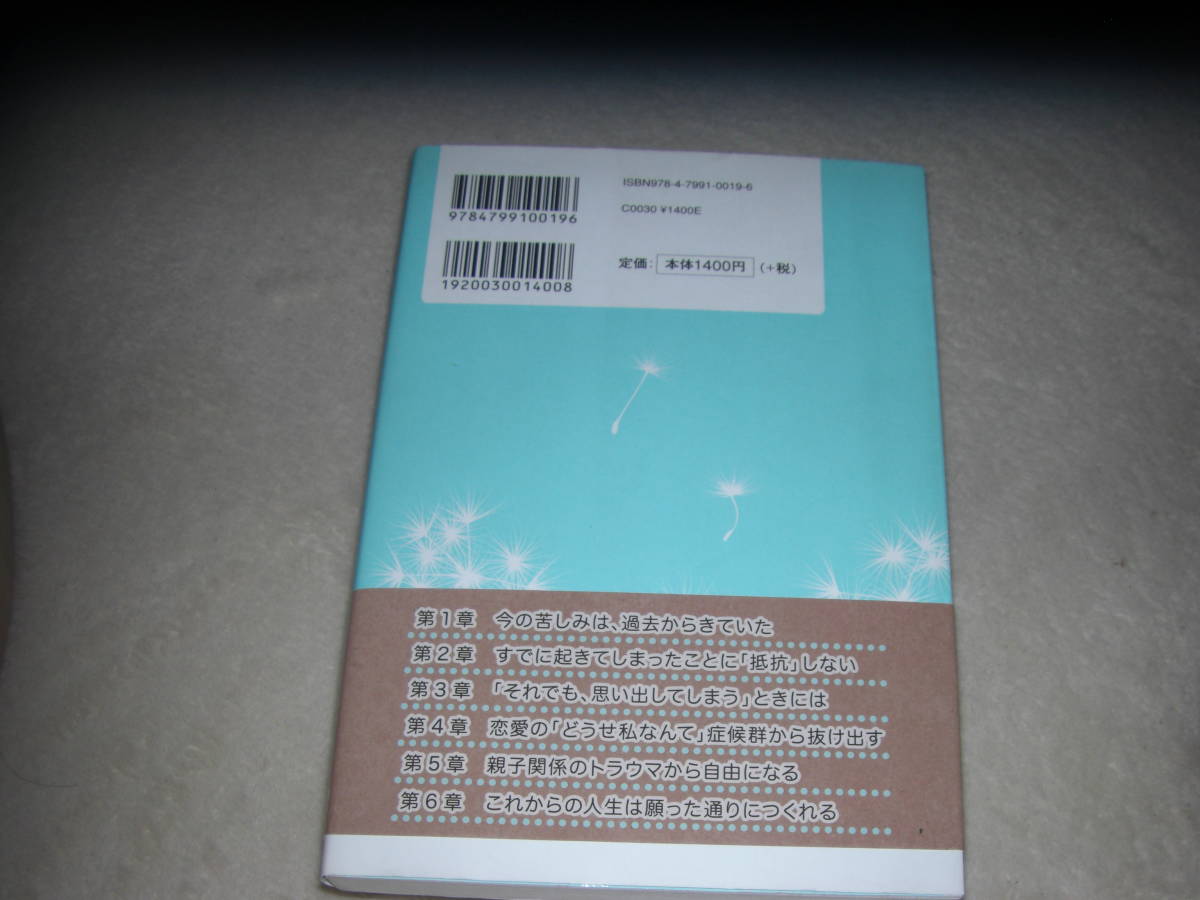 9784799100196
ISBN978-4-7991-0019-6
C0030 ¥1400E
1920030014008
定価: 本体1400円 (+税)
第1章 今の苦しみは、過去からきていた
第2章 すでに起きてしまったことに「抵抗」しない
第3章 「それでも、思い出してしまう」ときには
第4章 恋愛の「どうせ私なんて」症候群から抜け出す
第5章 親子関係のトラウマから自由になる
第6章 これからの人生は願った通りにつくれる